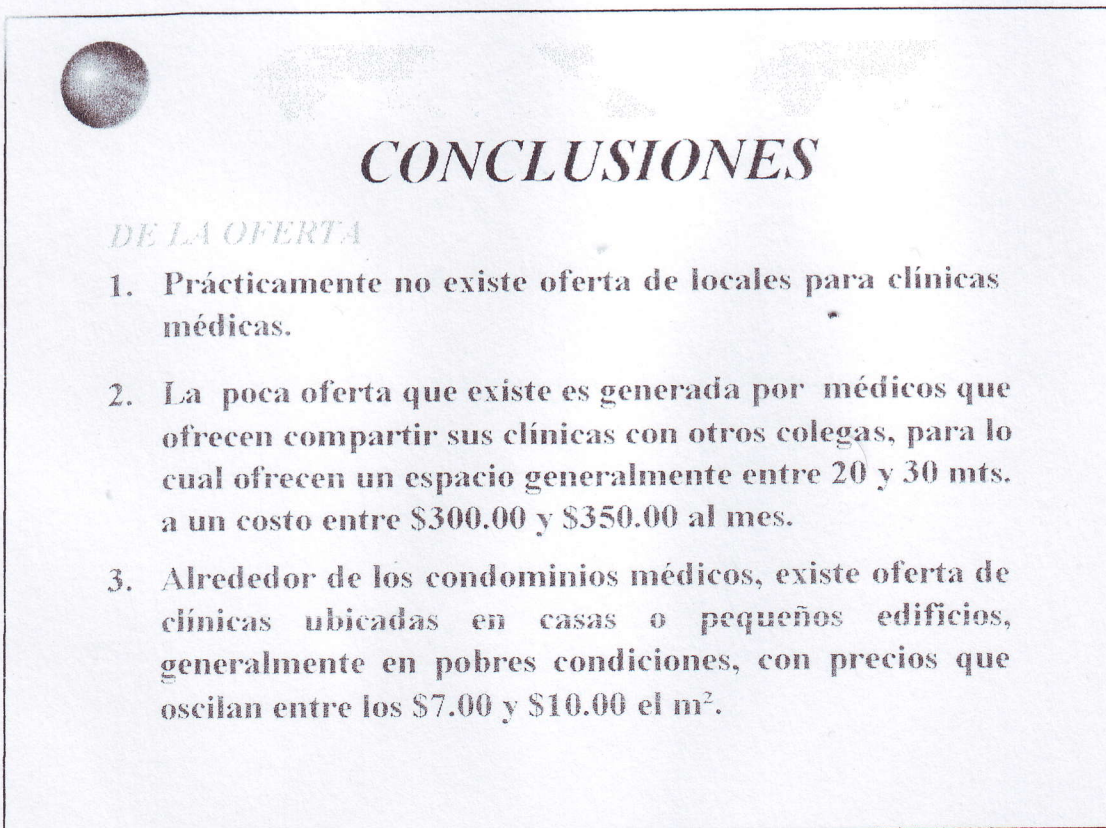 CONCLUSIONES
DE LA OFERTA
1. Prácticamente no existe oferta de locales para clínicas
médicas.
2. La poca oferta que existe es generada por médicos que
ofrecen compartir sus clínicas con otros colegas, para lo
cual ofrecen un espacio generalmente entre 20 y 30 mts.
a un costo entre $300.00 y $350.00 al mes.
3. Alrededor de los condominios médicos, existe oferta de
clínicas ubicadas en casas o pequeños edificios,
generalmente en pobres condiciones, con precios que
oscilan entre los $7.00 y $10.00 el m².